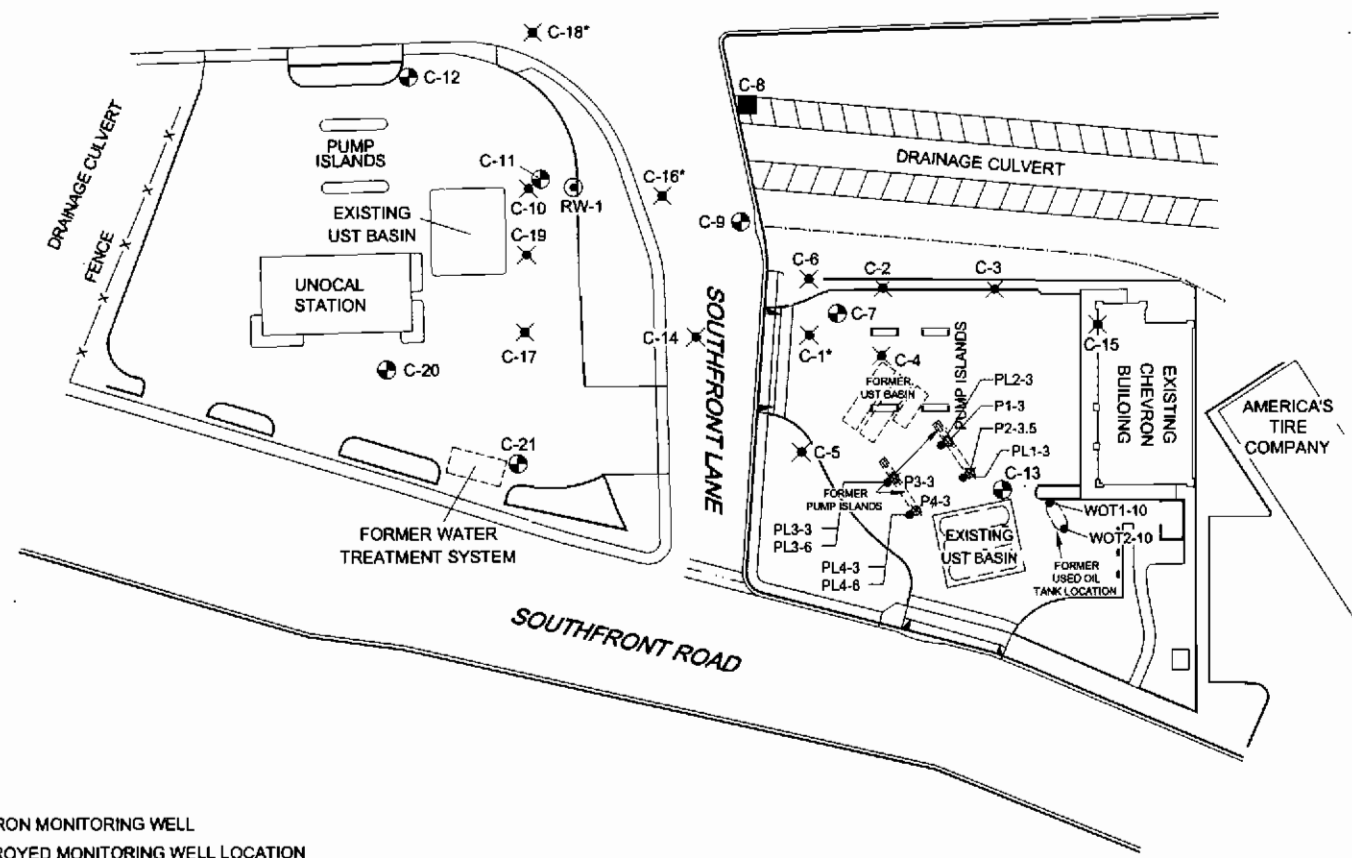 C-18*
C-12
C-8
DRAINAGE CULVERT
PUMP
ISLANDS
C-11
C-10
RW-1
C-16*
DRAINAGE CULVERT
EXISTING
UST BASIN
C-9
FENCE
C-19
C-6
C-2
C-3
UNOCAL
STATION
SOUTHFRONT LANE
C-7
C-17
C-14
C-1*
C-4
PUMP ISLANDS
C-15
FORMER
UST BASIN
PL2-3
P1-3
P2-3.5
PL1-3
EXISTING
CHEVRON
BUILDING
AMERICA'S
TIRE
COMPANY
C-20
C-21
C-5
C-13
P3-3
FORMER
PUMP ISLANDS
P4-3
PL3-3
PL3-6
EXISTING
UST BASIN
WOT1-10
WOT2-10
PL4-3
PL4-6
FORMER
USED OIL
TANK LOCATION
FORMER WATER
TREATMENT SYSTEM
SOUTHFRONT ROAD
RON MONITORING WELL
ROYED MONITORING WELL LOCATION